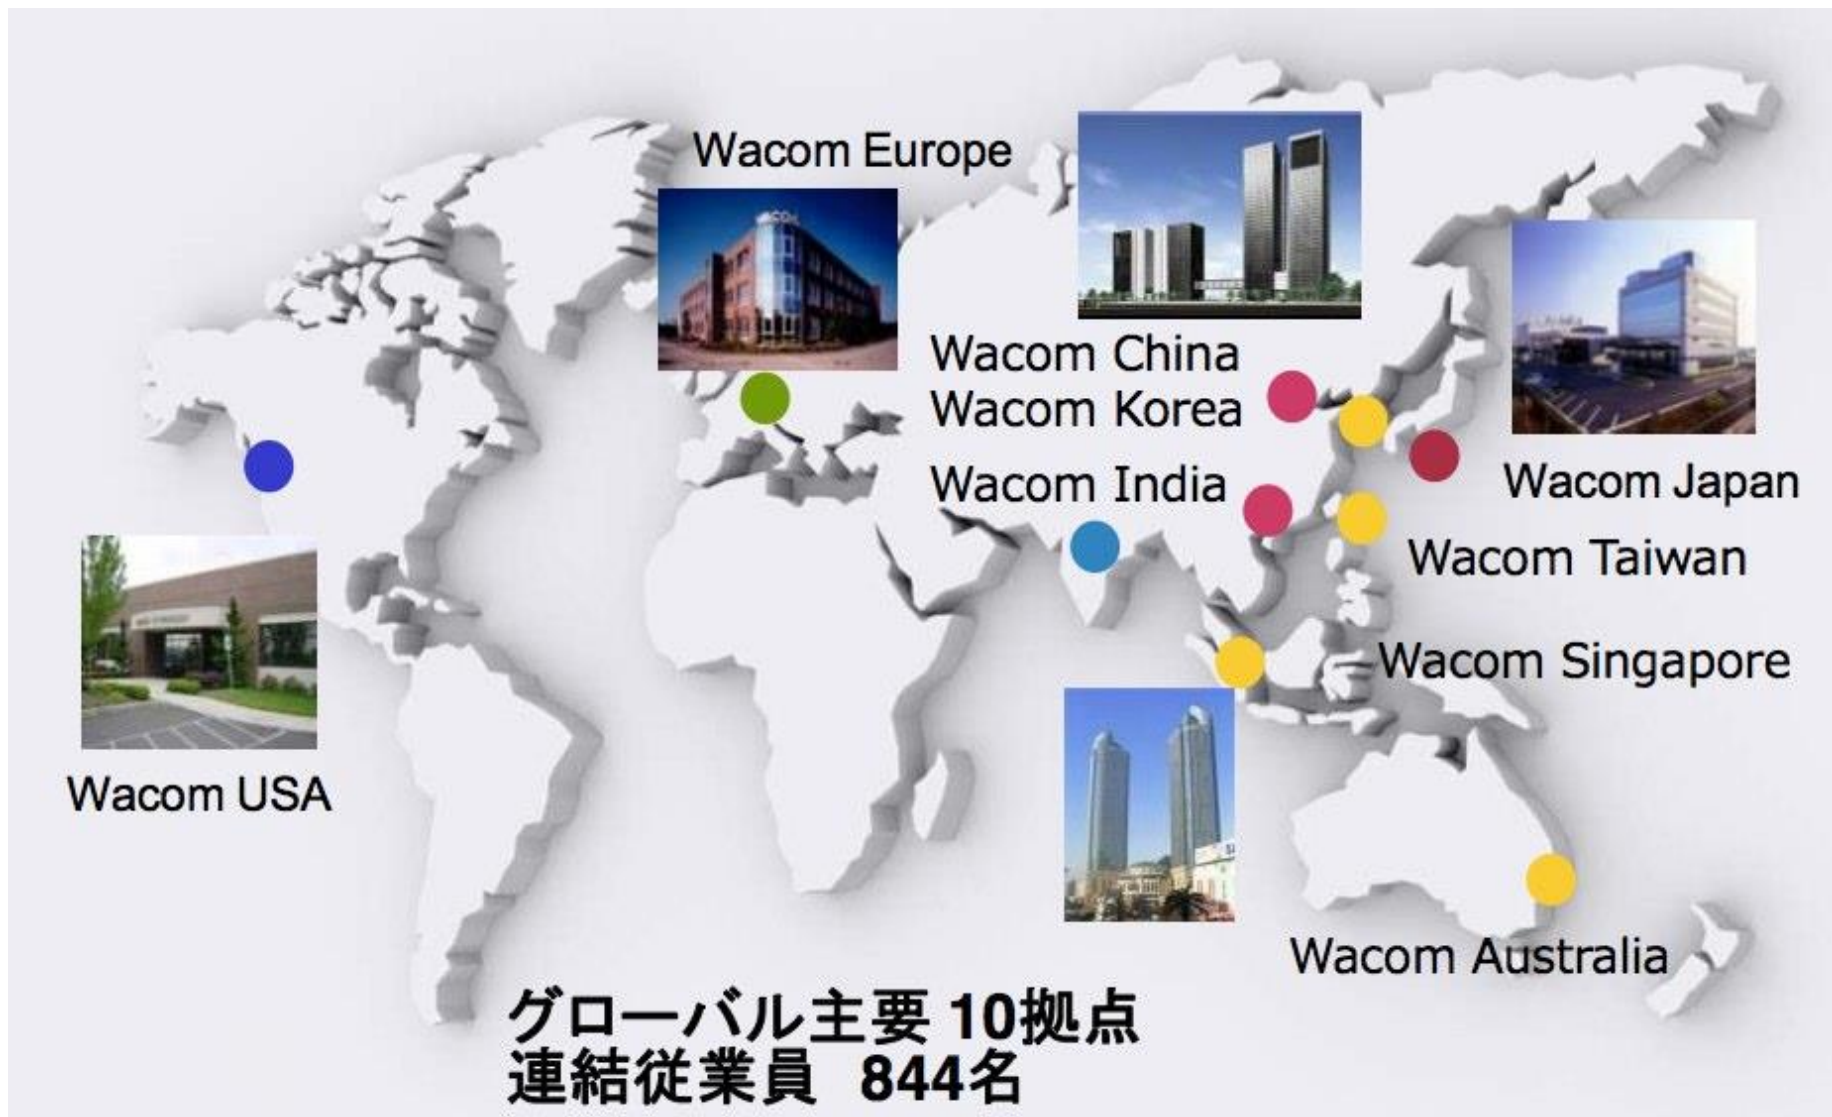 Wacom Europe
Wacom China
Wacom Korea
Wacom India
Wacom Japan
Wacom Taiwan
Wacom Singapore
Wacom USA
Wacom Australia
グローバル主要 10拠点
連結従業員 844名